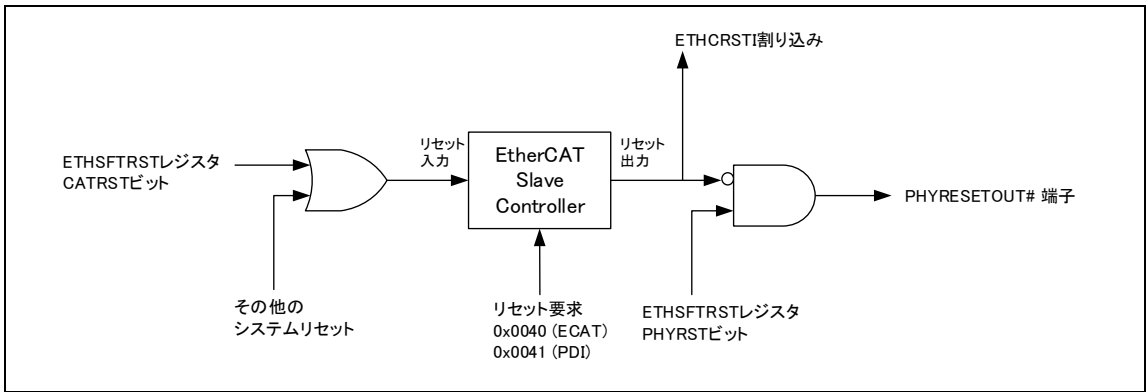 ETHCRSTI割り込み
ETHSFTRSTレジスタ
CATRSTビット
リセット
入力
EtherCAT
Slave
Controller
リセット
出力
PHYRESETOUT# 端子
その他の
システムリセット
リセット要求
0x0040 (ECAT)
0x0041 (PDI)
ETHSFTRSTレジスタ
PHYRSTビット